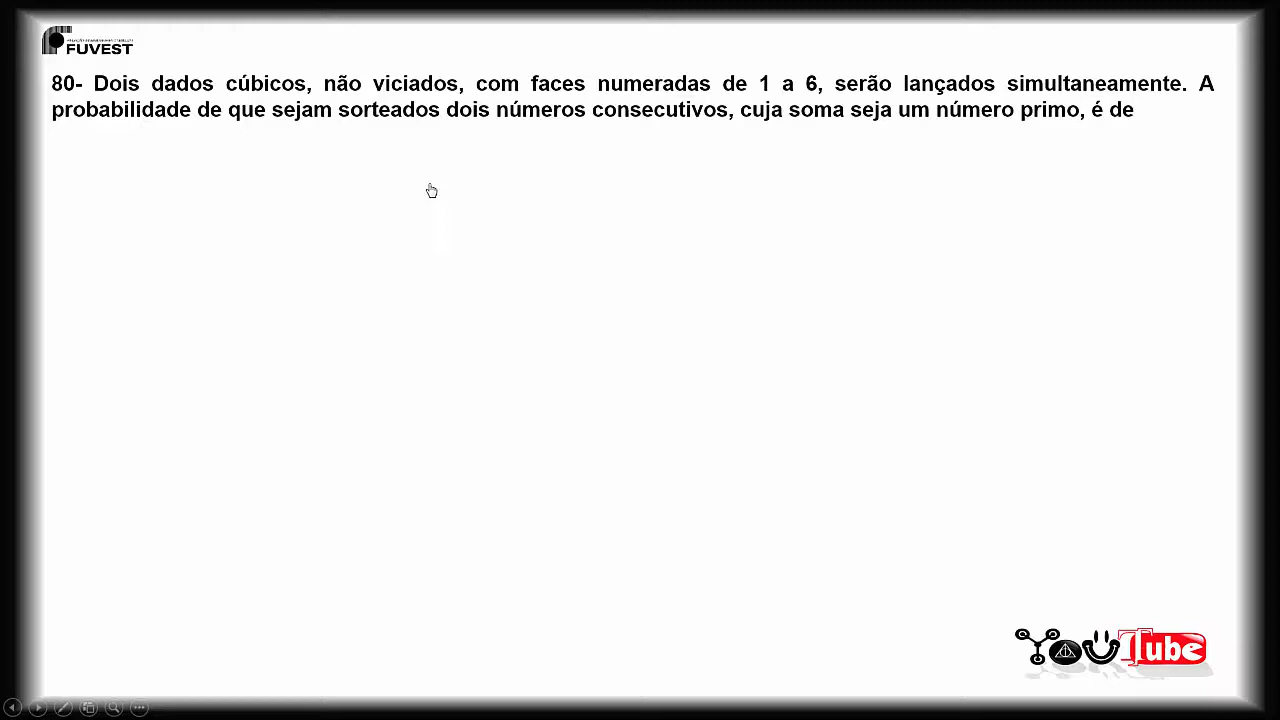 FUVEST
80- Dois dados cúbicos, não viciados, com faces numeradas de 1 a 6, serão lançados simultaneamente. A
probabilidade de que sejam sorteados dois números consecutivos, cuja soma seja um número primo, é de
YouTube